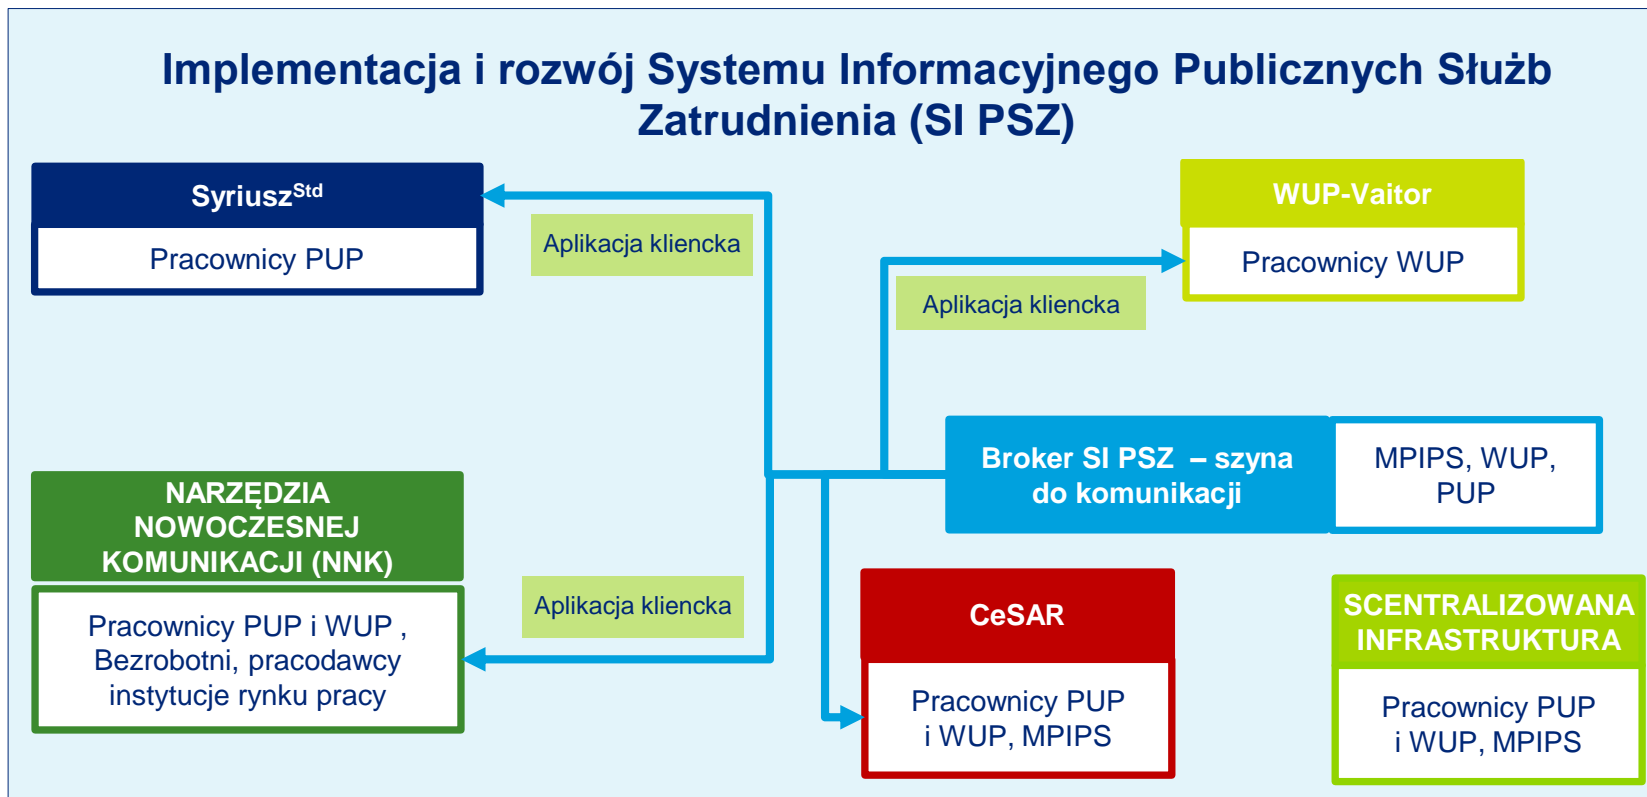 Implementacja i rozwój Systemu Informacyjnego Publicznych Służb
Zatrudnienia (SI PSZ)
Syriusz^Std
Pracownicy PUP
Aplikacja kliencka
WUP-Vaitor
Pracownicy WUP
Aplikacja kliencka
Broker SI PSZ – szyna
do komunikacji
MPIPS, WUP,
PUP
NARZĘDZIA
NOWOCZESNEJ
KOMUNIKACJI (NNK)
Pracownicy PUP i WUP ,
Bezrobotni, pracodawcy
instytucje rynku pracy
Aplikacja kliencka
CeSAR
Pracownicy PUP
i WUP, MPIPS
SCENTRALIZOWANA
INFRASTRUKTURA
Pracownicy PUP
i WUP, MPIPS